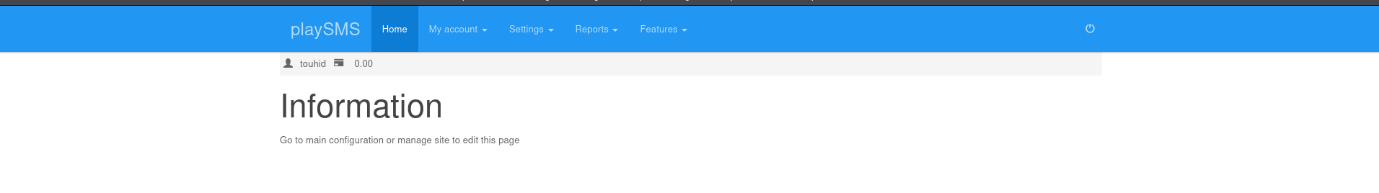 playSMS Home My account Settings Reports Features
touhid 0.00
Information
Go to main configuration or manage site to edit this page